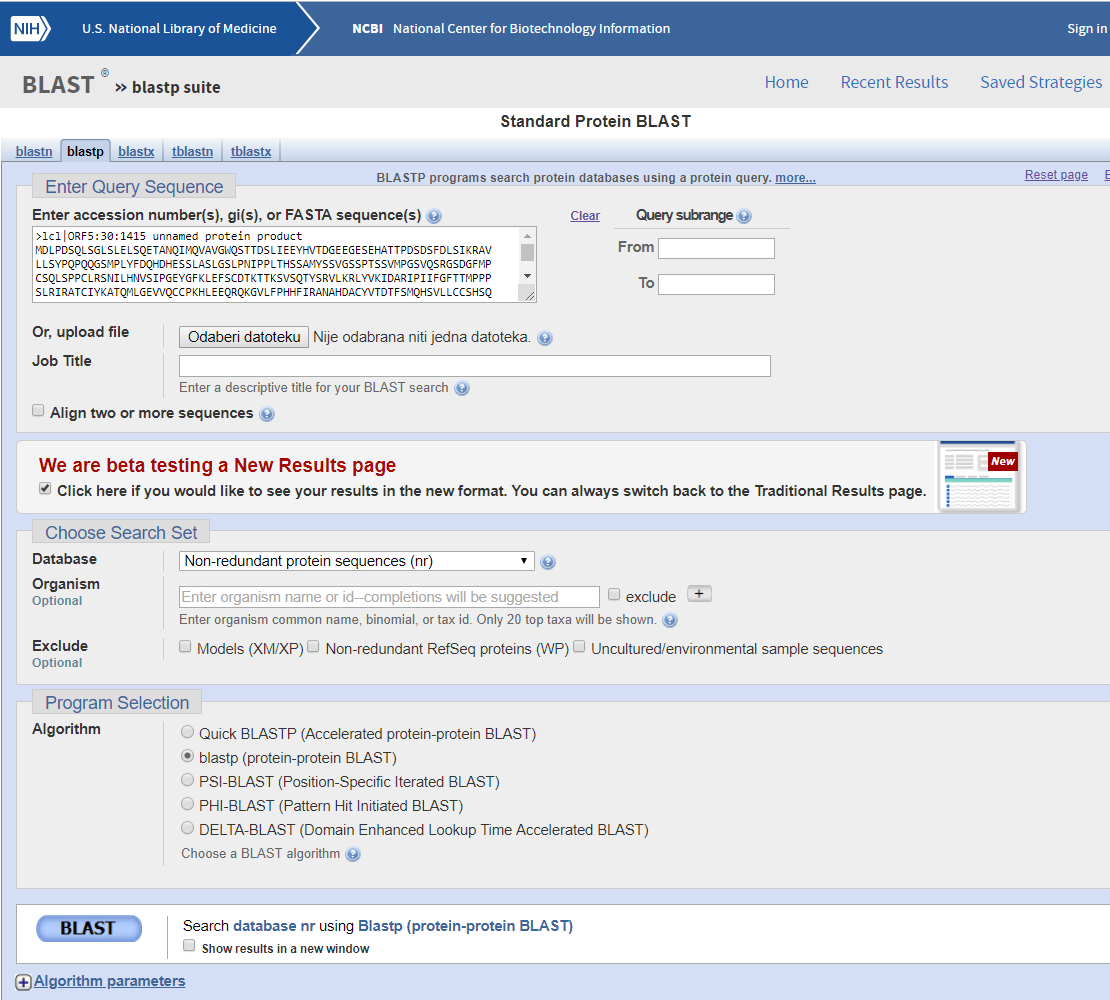 NIH U.S. National Library of Medicine NCBI National Center for Biotechnology Information Sign in
BLAST ® » blastp suite Home Recent Results Saved Strategies
Standard Protein BLAST
blastn blastp blastx tblastn tblastx
BLASTP programs search protein databases using a protein query. more... Reset page
Enter Query Sequence
Enter accession number(s), gi(s), or FASTA sequence(s) Clear Query subrange
>lcl|ORF5:30:1415 unnamed protein product
MDLPDSQLSGLSLELSQETANQIMQVAVGWQSTTDSLIEEYHVTDGEEGESEHATTPDSDSFDLSIKRAV
LLSYPQPQQGSMPLYFDQHDHESSLASLGSLPNIPPLTHSSAMYSSVGSSPTSSVMPGSVQSRGSDGFMP
CSQLSPPCLRSNILHNVSIPGEYGFKLEFSCDTKTTKSVSQTYSRVLKRLYVKIDARIPIIFGFTTMPPP
SLRIRATCIYKATQMLGEVVQCCPKHLEEQRQKGVLFPHHFIRANAHDACYVTDTFSMQHSVLLCCSHSQ
From
To
Or, upload file Odaberi datoteku Nije odabrana niti jedna datoteka.
Job Title
Enter a descriptive title for your BLAST search
Align two or more sequences
We are beta testing a New Results page
Click here if you would like to see your results in the new format. You can always switch back to the Traditional Results page.
New
Choose Search Set
Database Non-redundant protein sequences (nr)
Organism
Optional
Enter organism name or id--completions will be suggested exclude +
Enter organism common name, binomial, or tax id. Only 20 top taxa will be shown.
Exclude
Optional
Models (XM/XP) Non-redundant RefSeq proteins (WP) Uncultured/environmental sample sequences
Program Selection
Algorithm
Quick BLASTP (Accelerated protein-protein BLAST)
blastp (protein-protein BLAST)
PSI-BLAST (Position-Specific Iterated BLAST)
PHI-BLAST (Pattern Hit Initiated BLAST)
DELTA-BLAST (Domain Enhanced Lookup Time Accelerated BLAST)
Choose a BLAST algorithm
BLAST Search database nr using Blastp (protein-protein BLAST)
Show results in a new window
Algorithm parameters